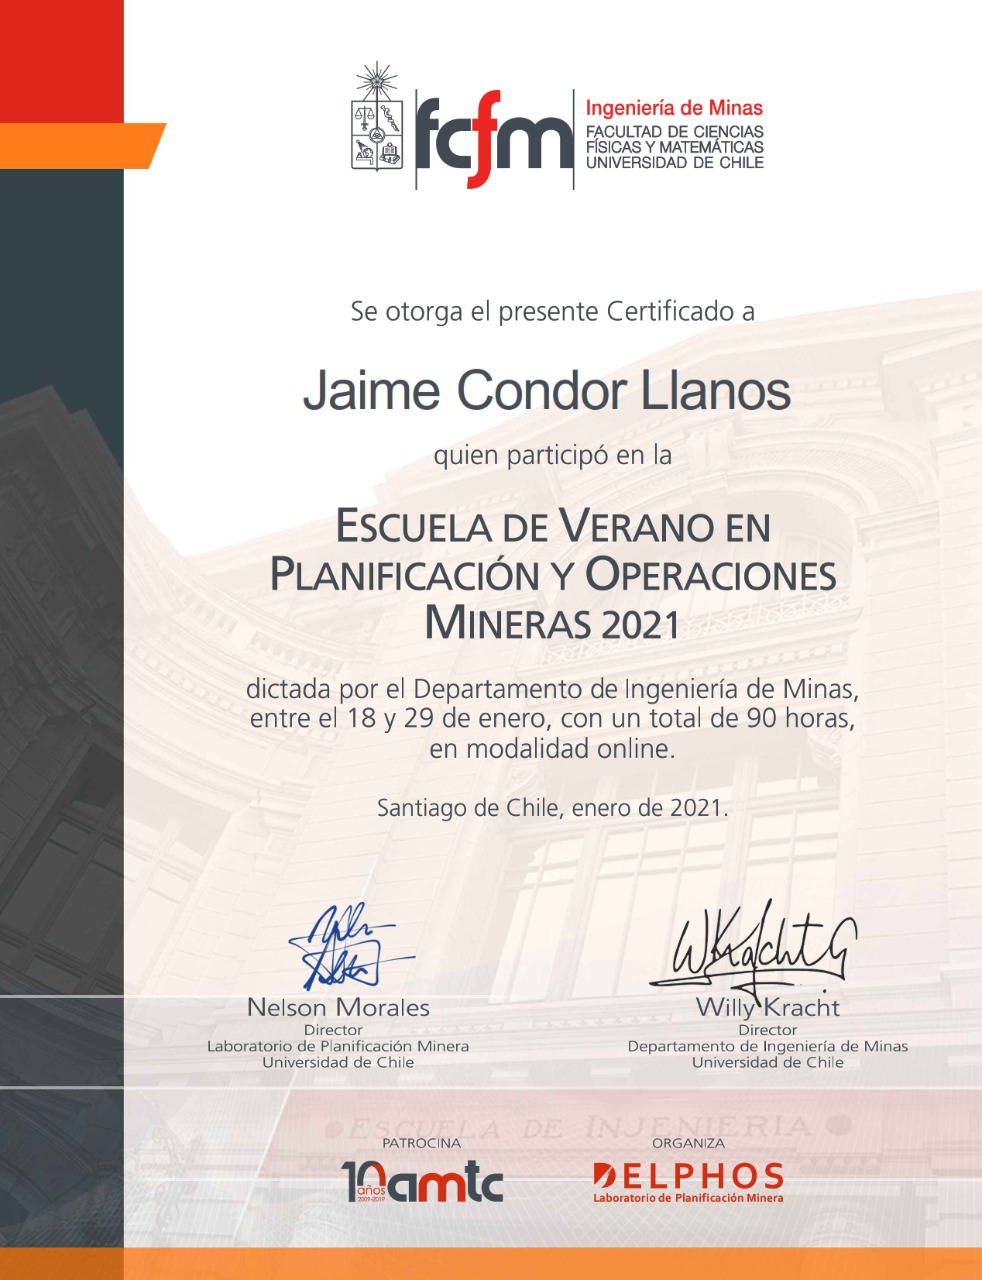 fcfm
Ingeniería de Minas
FACULTAD DE CIENCIAS
FÍSICAS Y MATEMÁTICAS
UNIVERSIDAD DE CHILE
Se otorga el presente Certificado a
Jaime Condor Llanos
quien participó en la
ESCUELA DE VERANO EN
PLANIFICACIÓN Y OPERACIONES
MINERAS 2021
dictada por el Departamento de Ingeniería de Minas,
entre el 18 y 29 de enero, con un total de 90 horas,
en modalidad online.
Santiago de Chile, enero de 2021.
Nelson Morales
Director
Laboratorio de Planificación Minera
Universidad de Chile
WKrachtG
Willy Kracht
Director
Departamento de Ingeniería de Minas
Universidad de Chile
ESCUELA DE INJENIERIA
PATROCINA
10 años
2009-2019
amtc
ORGANIZA
DELPHOS
Laboratorio de Planificación Minera